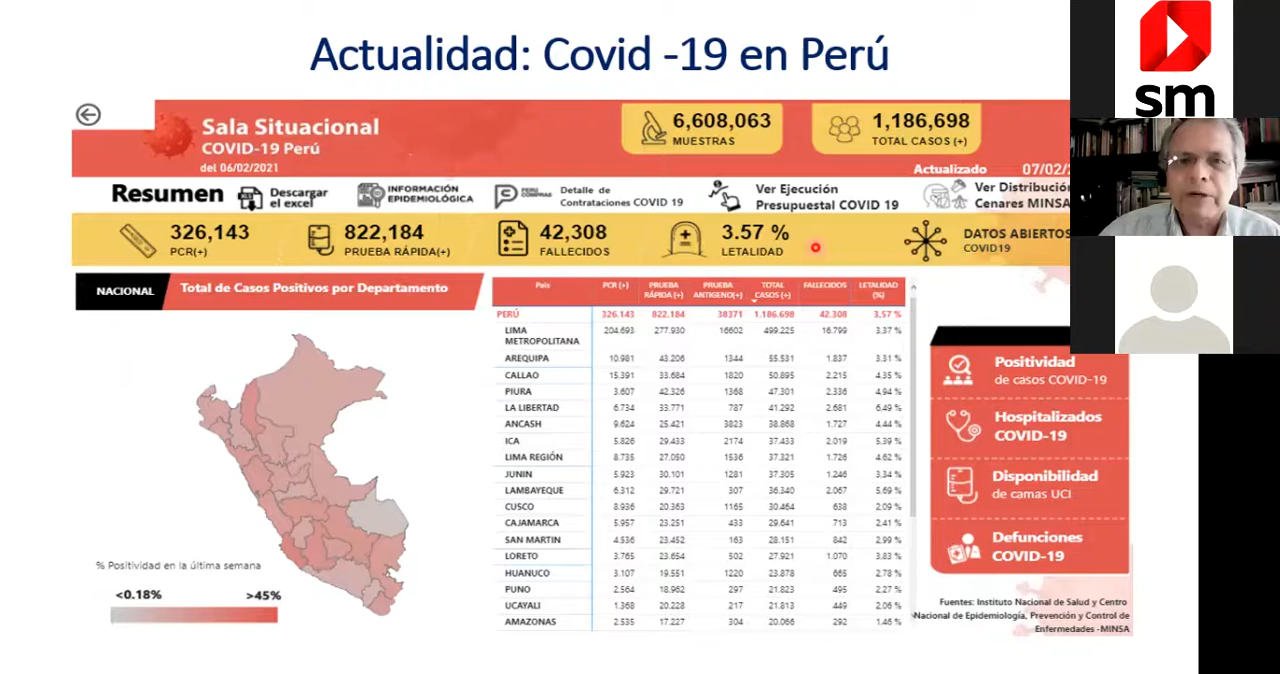 Actualidad: Covid -19 en Perú
sm
Sala Situacional
COVID-19 Perú
del 06/02/2021
6,608,063
MUESTRAS
1,186,698
TOTAL CASOS (+)
Actualizado 07/02/2
Resumen
Descargar
el excel
INFORMACIÓN
EPIDEMIOLÓGICA
PERÚ
COMPRAS
Detalle de
Contrataciones COVID 19
Ver Ejecución
Presupuestal COVID 19
Ver Distribución
Cenares MINSA
326,143
PCR(+)
822,184
PRUEBA RÁPIDA(+)
42,308
FALLECIDOS
3.57 %
LETALIDAD
DATOS ABIERTOS
COVID19
NACIONAL
Total de Casos Positivos por Departamento
% Positividad en la última semana
<0.18% >45%
Pais PCR (+) PRUEBA RÁPIDA (+) PRUEBA ANTIGENO(+) TOTAL CASOS (+) FALLECIDOS LETALIDAD (%)
PERÚ 326.143 822.184 38371 1.186.698 42.308 3,57 %
LIMA METROPOLITANA 204.693 277.930 16602 499.225 16.799 3.37 %
AREQUIPA 10.981 43.206 1344 55.531 1.837 3.31 %
CALLAO 15.391 33.684 1820 50.895 2.215 4.35 %
PIURA 3.607 42.326 1368 47.301 2.336 4.94 %
LA LIBERTAD 6.734 33.771 787 41.292 2.681 6.49 %
ANCASH 9.624 25.421 3823 38.868 1.727 4.44 %
ICA 5.826 29.433 2174 37.433 2.019 5.39 %
LIMA REGIÓN 8.735 27.050 1536 37.321 1.726 4.62 %
JUNIN 5.923 30.101 1281 37.305 1.246 3.34 %
LAMBAYEQUE 6.312 29.721 307 36.340 2.067 5.69 %
CUSCO 8.936 20.363 1165 30.464 638 2.09 %
CAJAMARCA 5.957 23.251 433 29.641 713 2.41 %
SAN MARTIN 4.536 23.452 163 28.151 842 2.99 %
LORETO 3.765 23.654 502 27.921 1.070 3.83 %
HUANUCO 3.107 19.551 1220 23.878 665 2.78 %
PUNO 2.564 18.962 297 21.823 495 2.27 %
UCAYALI 1.368 20.228 217 21.813 449 2.06 %
AMAZONAS 2.535 17.227 304 20.066 292 1.46 %
Positividad
de casos COVID-19
Hospitalizados
COVID-19
Disponibilidad
de camas UCI
Defunciones
COVID-19
Fuentes: Instituto Nacional de Salud y Centro
Nacional de Epidemiología, Prevención y Control de
Enfermedades -MINSA